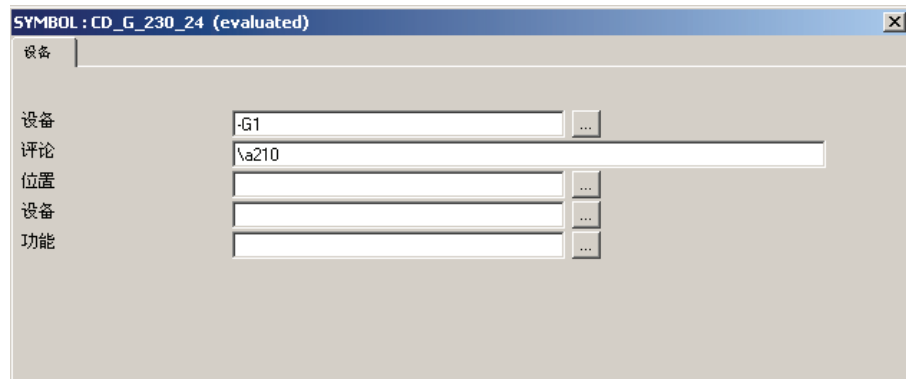 SYMBOL : CD_G_230_24 (evaluated)
设备
设备 -G1 ...
评论 \a210
位置 ...
设备 ...
功能 ...